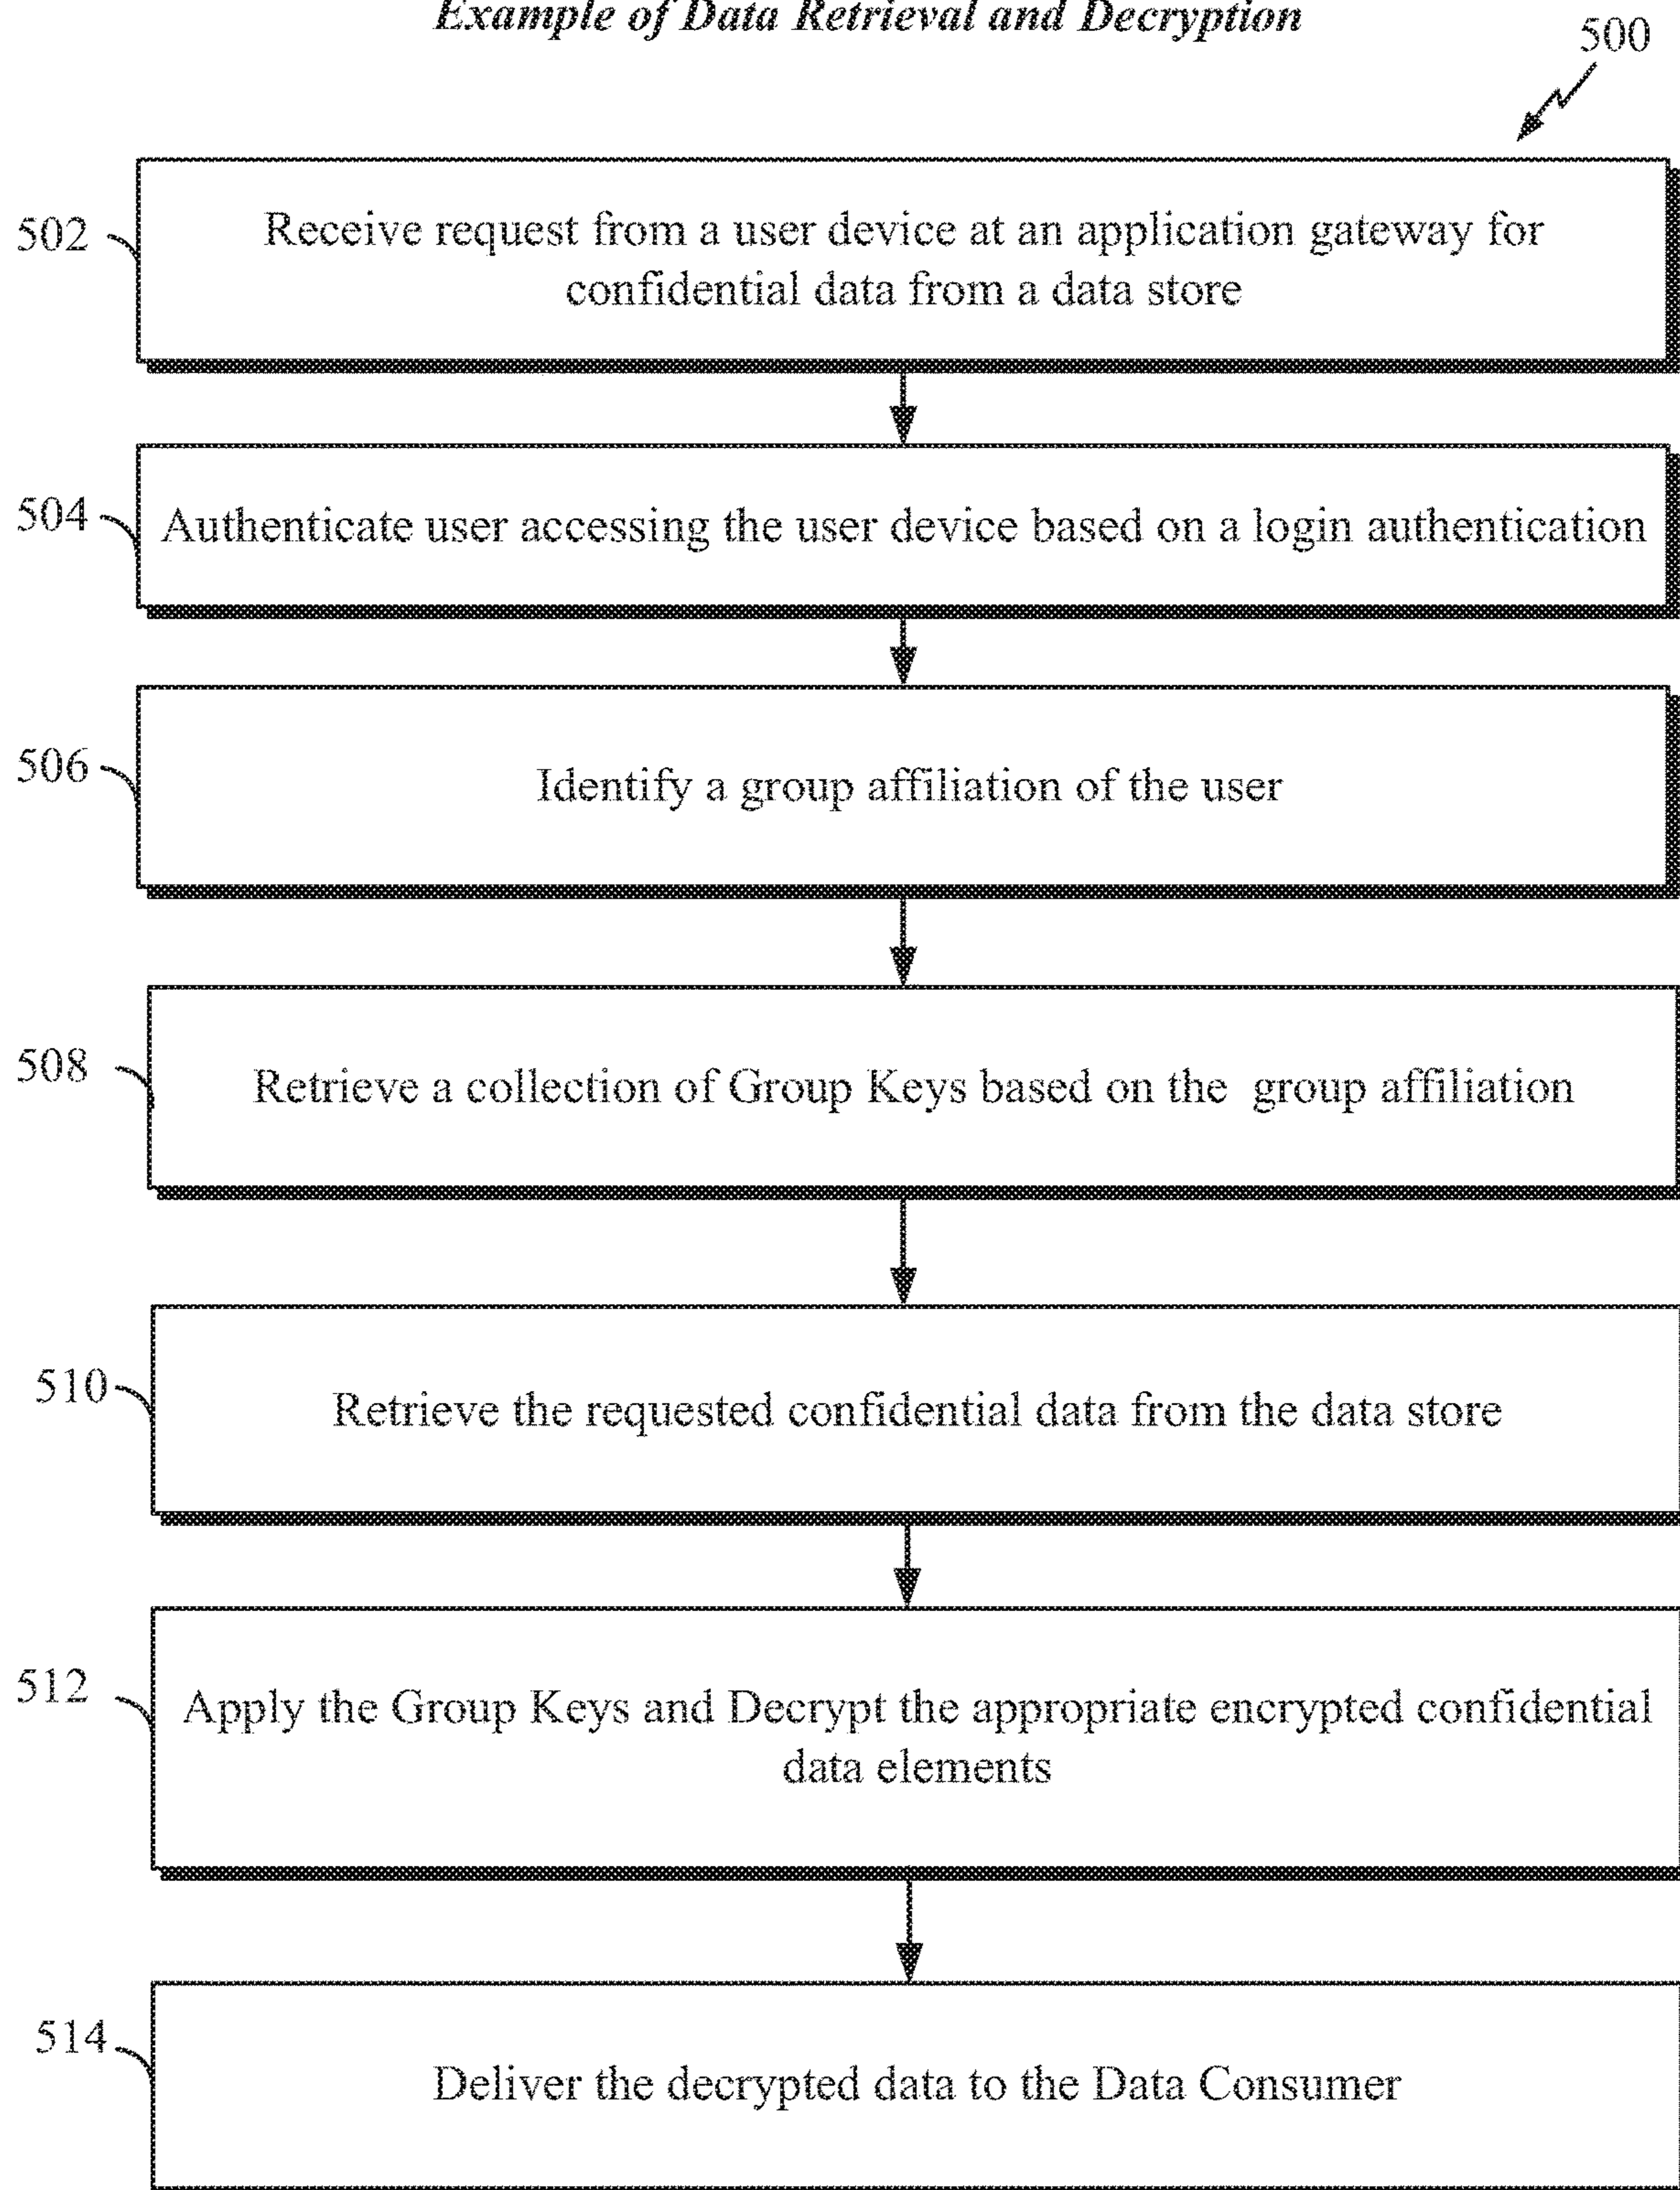 Example of Data Retrieval and Decryption
500
502
Receive request from a user device at an application gateway for
confidential data from a data store
504
Authenticate user accessing the user device based on a login authentication
506
Identify a group affiliation of the user
508
Retrieve a collection of Group Keys based on the group affiliation
510
Retrieve the requested confidential data from the data store
512
Apply the Group Keys and Decrypt the appropriate encrypted confidential
data elements
514
Deliver the decrypted data to the Data Consumer